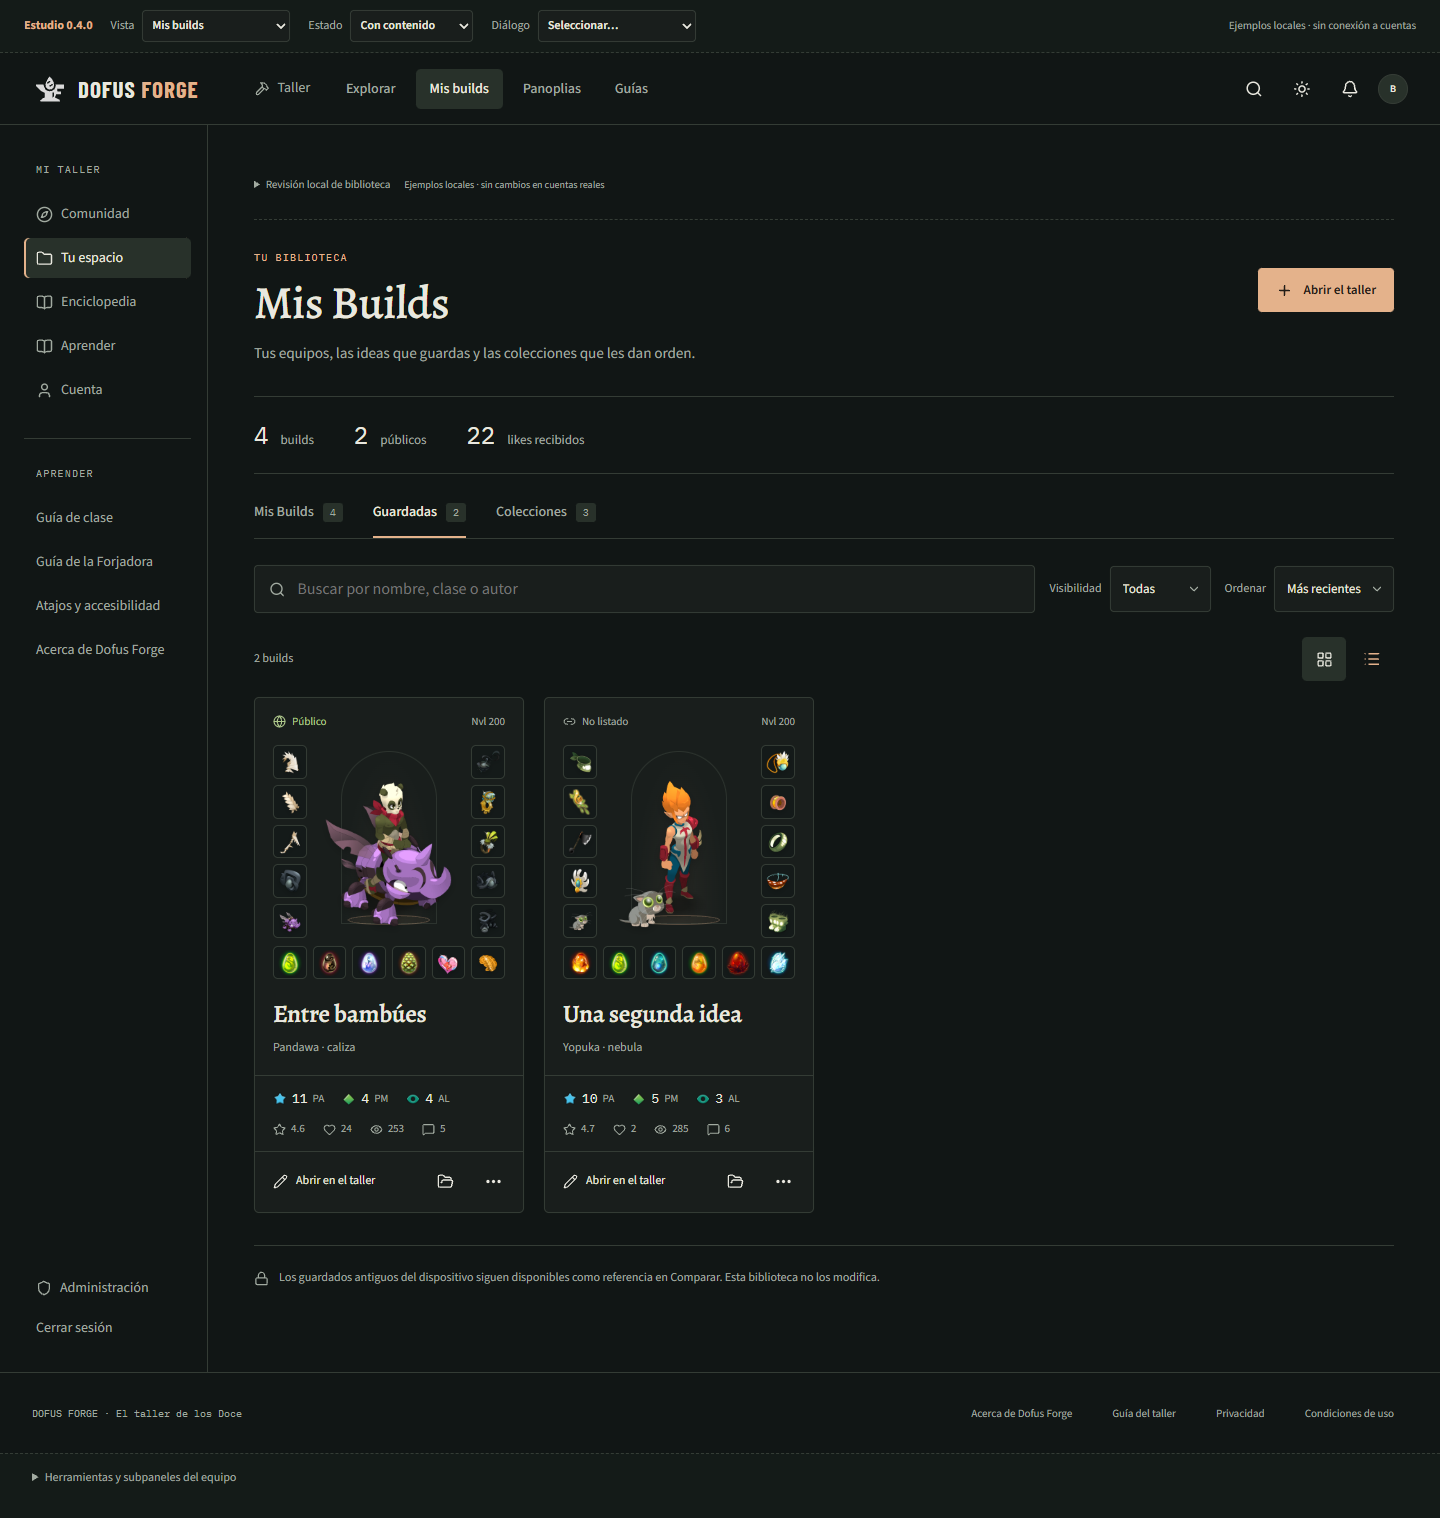 Estudio 0.4.0 Vista Mis builds Estado Con contenido Diálogo Seleccionar... Ejemplos locales · sin conexión a cuentas
DOFUS FORGE Taller Explorar Mis builds Panoplias Guías B
MI TALLER
Comunidad
Tu espacio
Enciclopedia
Aprender
Cuenta
APRENDER
Guía de clase
Guía de la Forjadora
Atajos y accesibilidad
Acerca de Dofus Forge
Administración
Cerrar sesión
Revisión local de biblioteca Ejemplos locales · sin cambios en cuentas reales
TU BIBLIOTECA
Mis Builds
Abrir el taller
Tus equipos, las ideas que guardas y las colecciones que les dan orden.
4 builds 2 públicos 22 likes recibidos
Mis Builds 4 Guardadas 2 Colecciones 3
Buscar por nombre, clase o autor Visibilidad Todas Ordenar Más recientes
2 builds
Público Nvl 200
Entre bambúes
Pandawa · caliza
11 PA 4 PM 4 AL
4.6 24 253 5
Abrir en el taller
No listado Nvl 200
Una segunda idea
Yopuka · nebula
10 PA 5 PM 3 AL
4.7 2 285 6
Abrir en el taller
Los guardados antiguos del dispositivo siguen disponibles como referencia en Comparar. Esta biblioteca no los modifica.
DOFUS FORGE · El taller de los Doce Acerca de Dofus Forge Guía del taller Privacidad Condiciones de uso
Herramientas y subpaneles del equipo